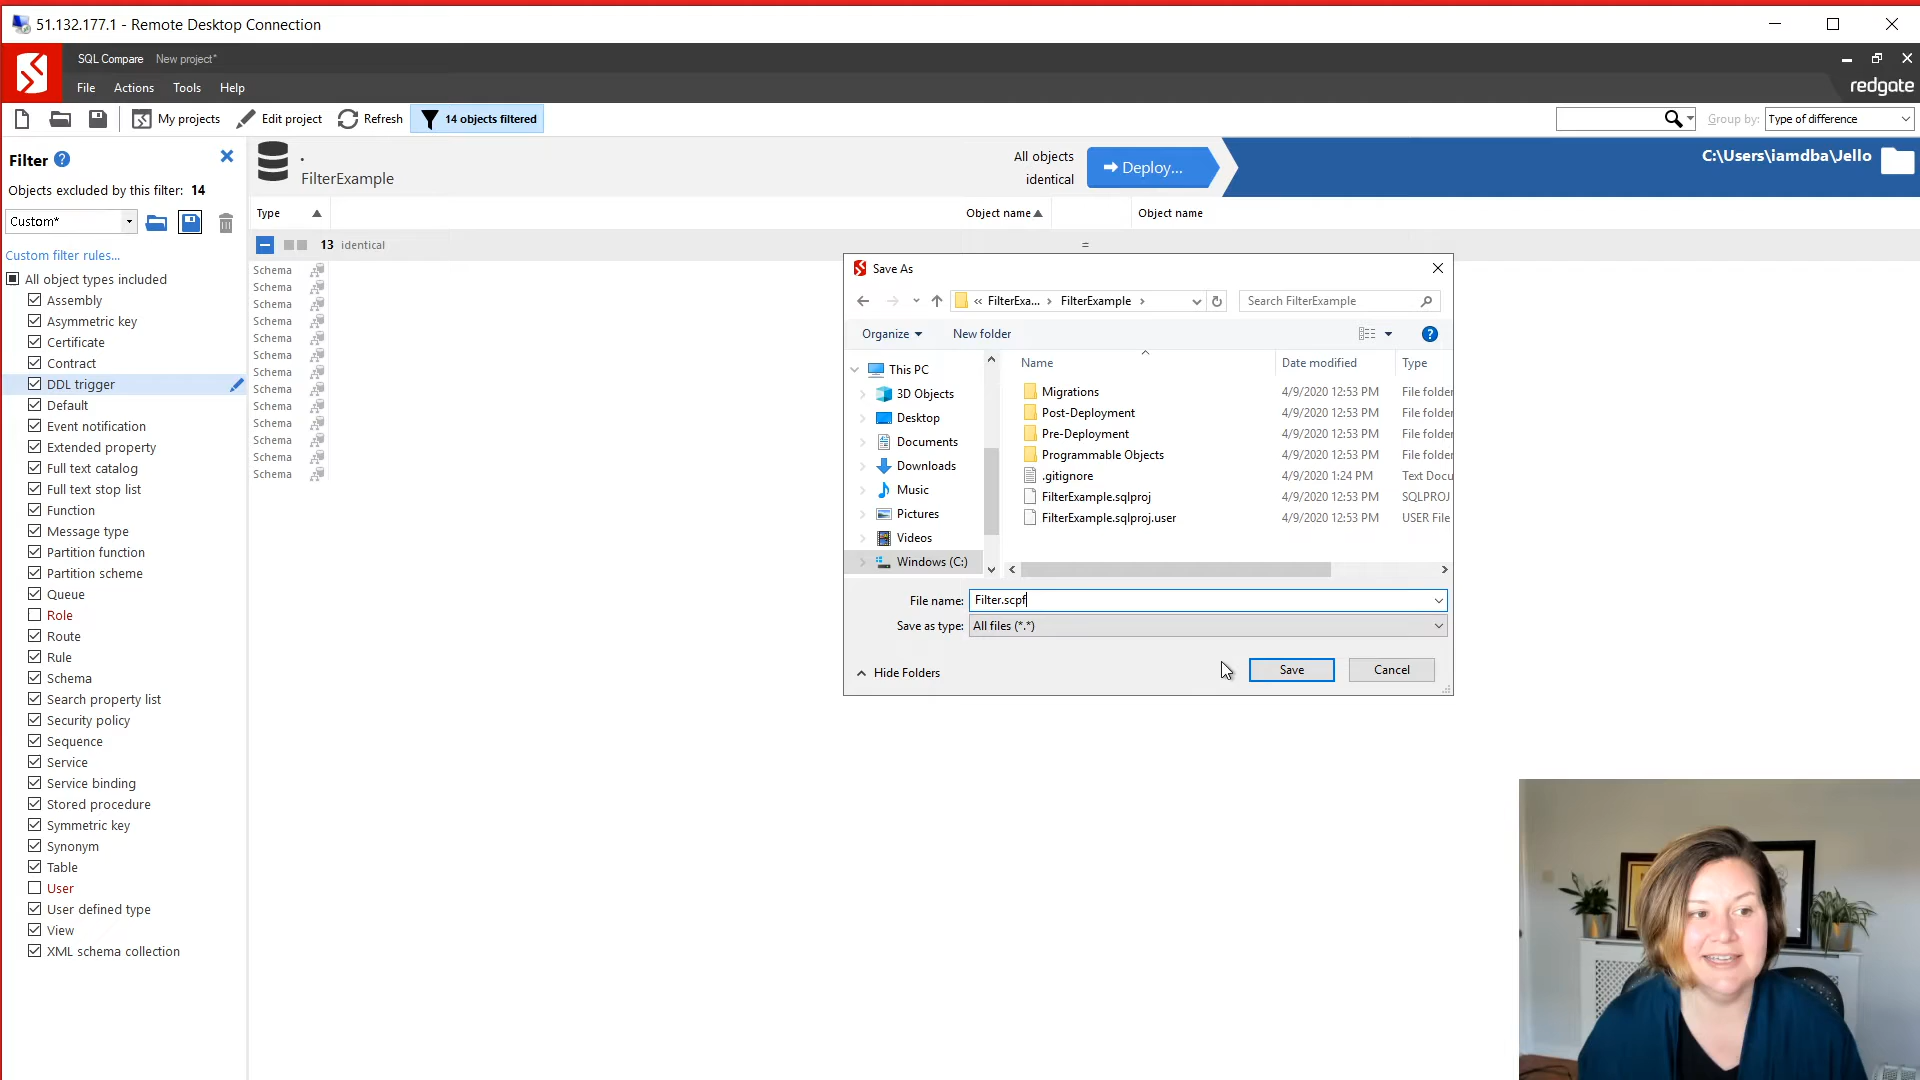 51.132.177.1 - Remote Desktop Connection
SQL Compare New project*
File Actions Tools Help
redgate
My projects Edit project Refresh 14 objects filtered Group by: Type of difference
Filter
Objects excluded by this filter: 14
Custom*
Custom filter rules...
All object types included
Assembly
Asymmetric key
Certificate
Contract
DDL trigger
Default
Event notification
Extended property
Full text catalog
Full text stop list
Function
Message type
Partition function
Partition scheme
Queue
Role
Route
Rule
Schema
Search property list
Security policy
Sequence
Service
Service binding
Stored procedure
Symmetric key
Synonym
Table
User
User defined type
View
XML schema collection
.
FilterExample
All objects
identical
Deploy...
C:\Users\iamdba\Jello
Type Object name Object name
13 identical =
Schema
Schema
Schema
Schema
Schema
Schema
Schema
Schema
Schema
Schema
Schema
Schema
Schema
Save As
« FilterExa... › FilterExample › Search FilterExample
Organize New folder
This PC
3D Objects
Desktop
Documents
Downloads
Music
Pictures
Videos
Windows (C:)
Name Date modified Type
Migrations 4/9/2020 12:53 PM File folder
Post-Deployment 4/9/2020 12:53 PM File folder
Pre-Deployment 4/9/2020 12:53 PM File folder
Programmable Objects 4/9/2020 12:53 PM File folder
.gitignore 4/9/2020 1:24 PM Text Docu
FilterExample.sqlproj 4/9/2020 12:53 PM SQLPROJ
FilterExample.sqlproj.user 4/9/2020 12:53 PM USER File
File name: Filter.scpf
Save as type: All files (*.*)
Hide Folders Save Cancel